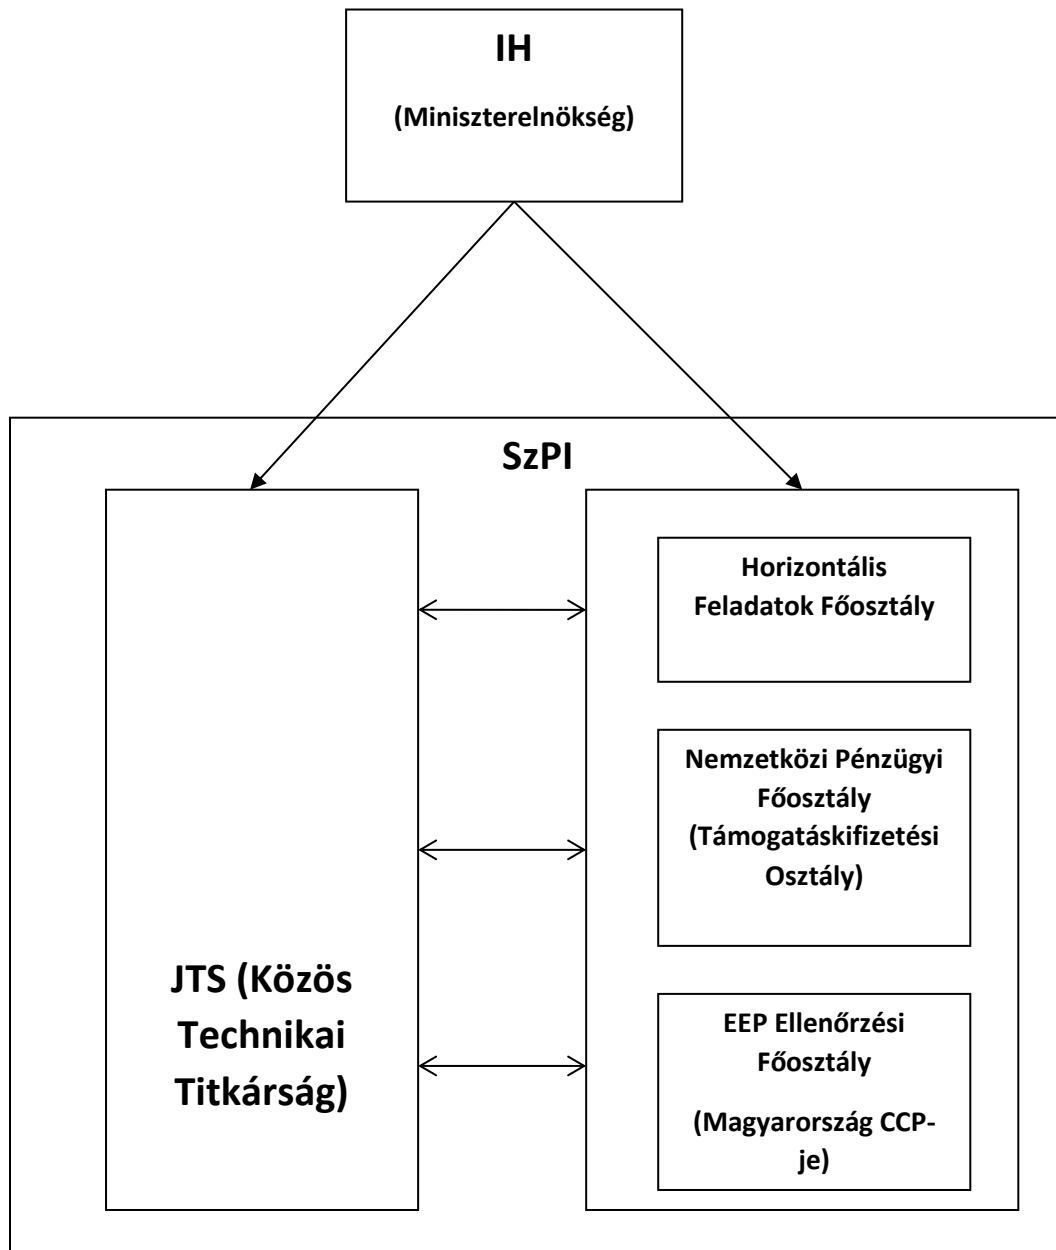 IH
(Miniszterelnökség)
SzPI
JTS (Közös
Technikai
Titkárság)
Horizontális
Feladatok Főosztály
Nemzetközi Pénzügyi
Főosztály
(Támogatáskifizetési
Osztály)
EEP Ellenőrzési
Főosztály
(Magyarország CCP-
je)